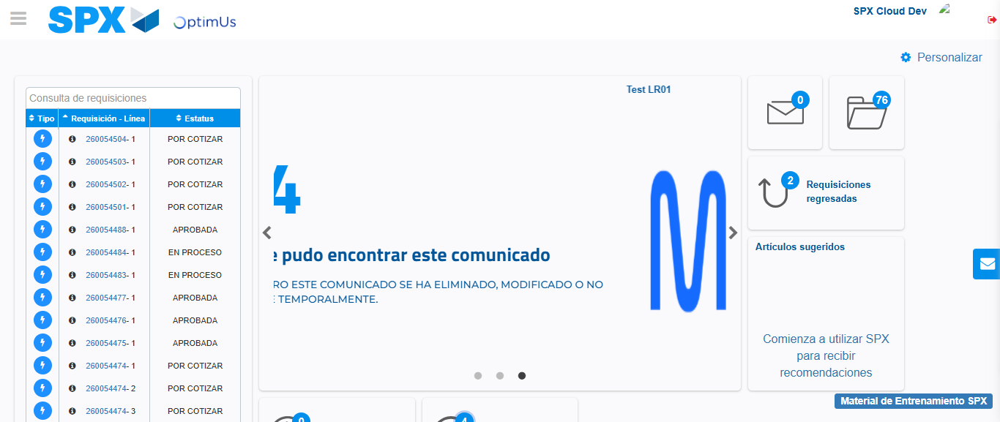 SPX OptimUs
SPX Cloud Dev
Personalizar
Consulta de requisiciones
Tipo Requisición - Línea Estatus
260054504- 1 POR COTIZAR
260054503- 1 POR COTIZAR
260054502- 1 POR COTIZAR
260054501- 1 POR COTIZAR
260054488- 1 APROBADA
260054484- 1 EN PROCESO
260054483- 1 EN PROCESO
260054477- 1 APROBADA
260054476- 1 APROBADA
260054475- 1 APROBADA
260054474- 1 POR COTIZAR
260054474- 2 POR COTIZAR
260054474- 3 POR COTIZAR
Test LR01
4
e pudo encontrar este comunicado
RO ESTE COMUNICADO SE HA ELIMINADO, MODIFICADO O NO
E TEMPORALMENTE.
M
0
76
2
Requisiciones
regresadas
Artículos sugeridos
Comienza a utilizar SPX
para recibir
recomendaciones
Material de Entrenamiento SPX
0
4